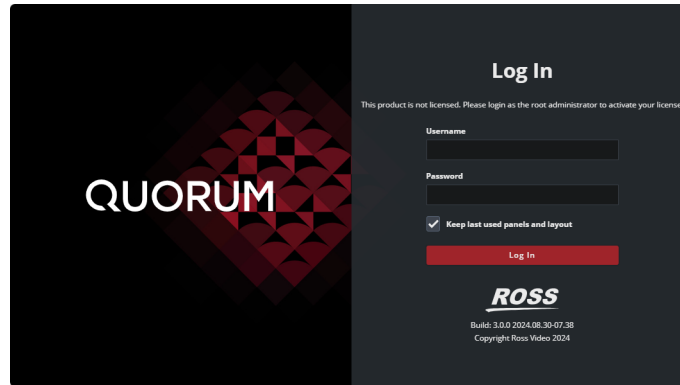 Log In
This product is not licensed. Please login as the root administrator to activate your license
Username
Password
QUORUM
Keep last used panels and layout
Log In
ROSS
Build: 3.0.0 2024.08.30-07.38
Copyright Ross Video 2024